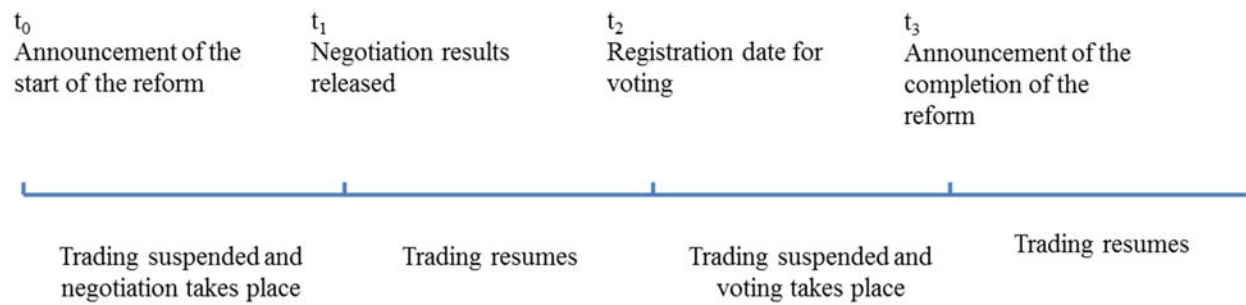 t0
Announcement of the
start of the reform
t1
Negotiation results
released
t2
Registration date for
voting
t3
Announcement of the
completion of the
reform
Trading suspended and
negotiation takes place
Trading resumes
Trading suspended and
voting takes place
Trading resumes